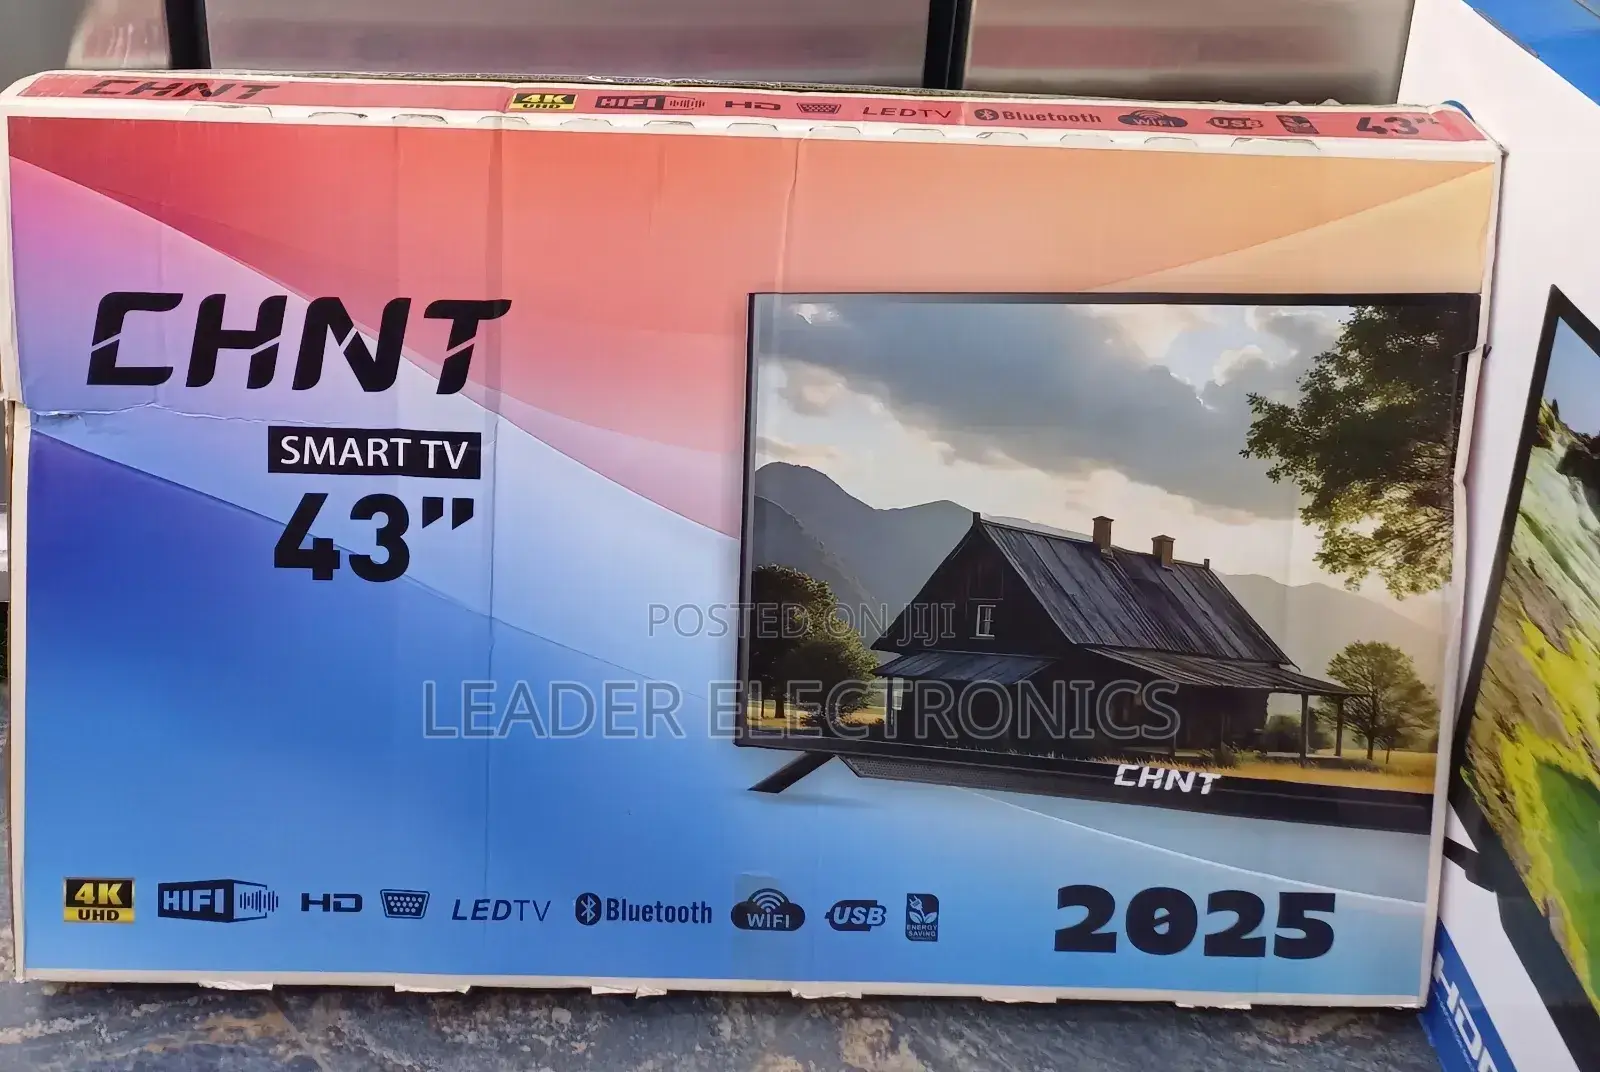 CHNT 4K UHD HIFI HD LEDTV Bluetooth WiFi USB 43"
CHNT
SMART TV
43"
POSTED ON JIJI
LEADER ELECTRONICS
CHNT
4K UHD HIFI HD LEDTV Bluetooth WiFi USB ENERGY SAVING
2025